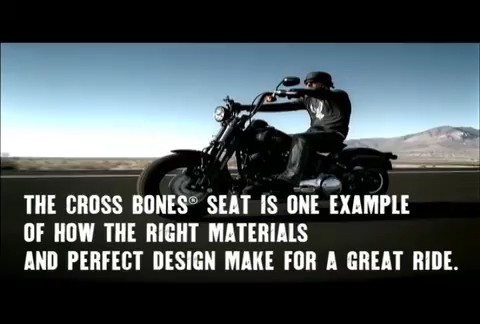 THE CROSS BONES® SEAT IS ONE EXAMPLE
OF HOW THE RIGHT MATERIALS
AND PERFECT DESIGN MAKE FOR A GREAT RIDE.